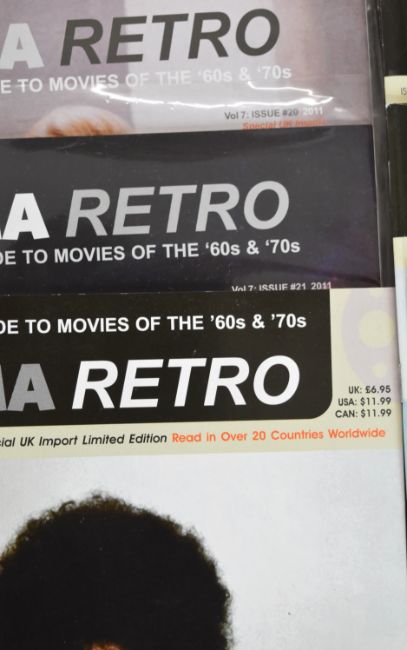 A RETRO
E TO MOVIES OF THE '60s & '70s
Vol 7: ISSUE #20 2011
Special UK Import
MA RETRO
DE TO MOVIES OF THE '60s & '70s
Vol 7: ISSUE #21 2011
DE TO MOVIES OF THE '60s & '70s
MA RETRO
UK: $6.95
USA: $11.99
CAN: $11.99
cial UK Import Limited Edition Read in Over 20 Countries Worldwide